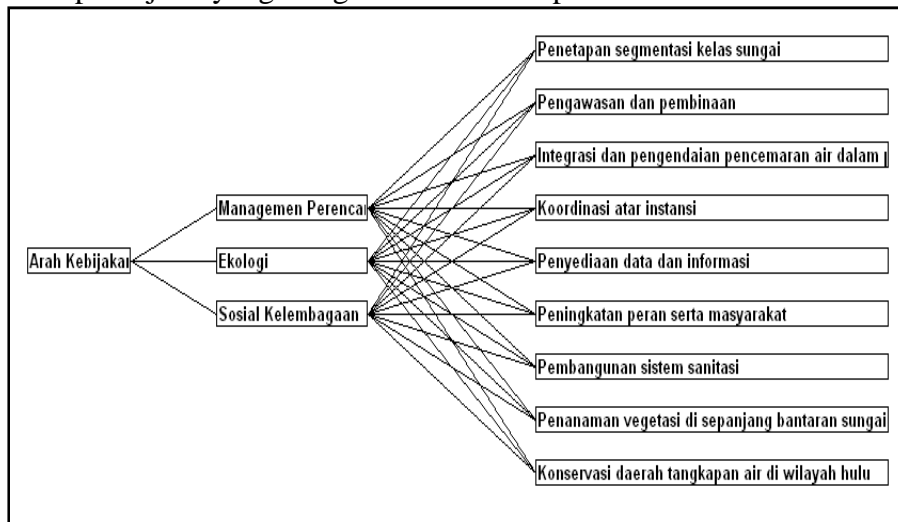 Penetapan segmentasi kelas sungai
Pengawasan dan pembinaan
Integrasi dan pengendaian pencemaran air dalam
Managemen Perenca
Koordinasi atar instansi
Arah Kebijaka
Ekologi
Penyediaan data dan informasi
Sosial Kelembagaan
Peningkatan peran serta masyarakat
Pembangunan sistem sanitasi
Penanaman vegetasi di sepanjang bantaran sungai
Konservasi daerah tangkapan air di wilayah hulu